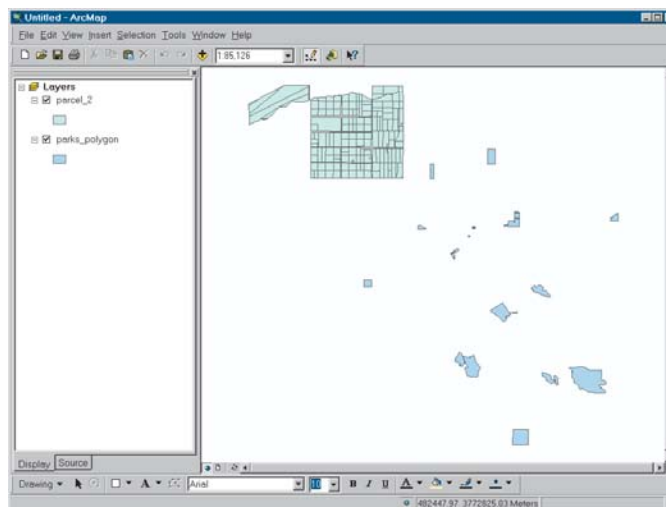 Untitled - ArcMap
File Edit View Insert Selection Tools Window Help
1:85,126
Layers
parcel_2
parks_polygon
Display Source
Drawing A Arial 10 B I U A
482447.97 3772825.03 Meters